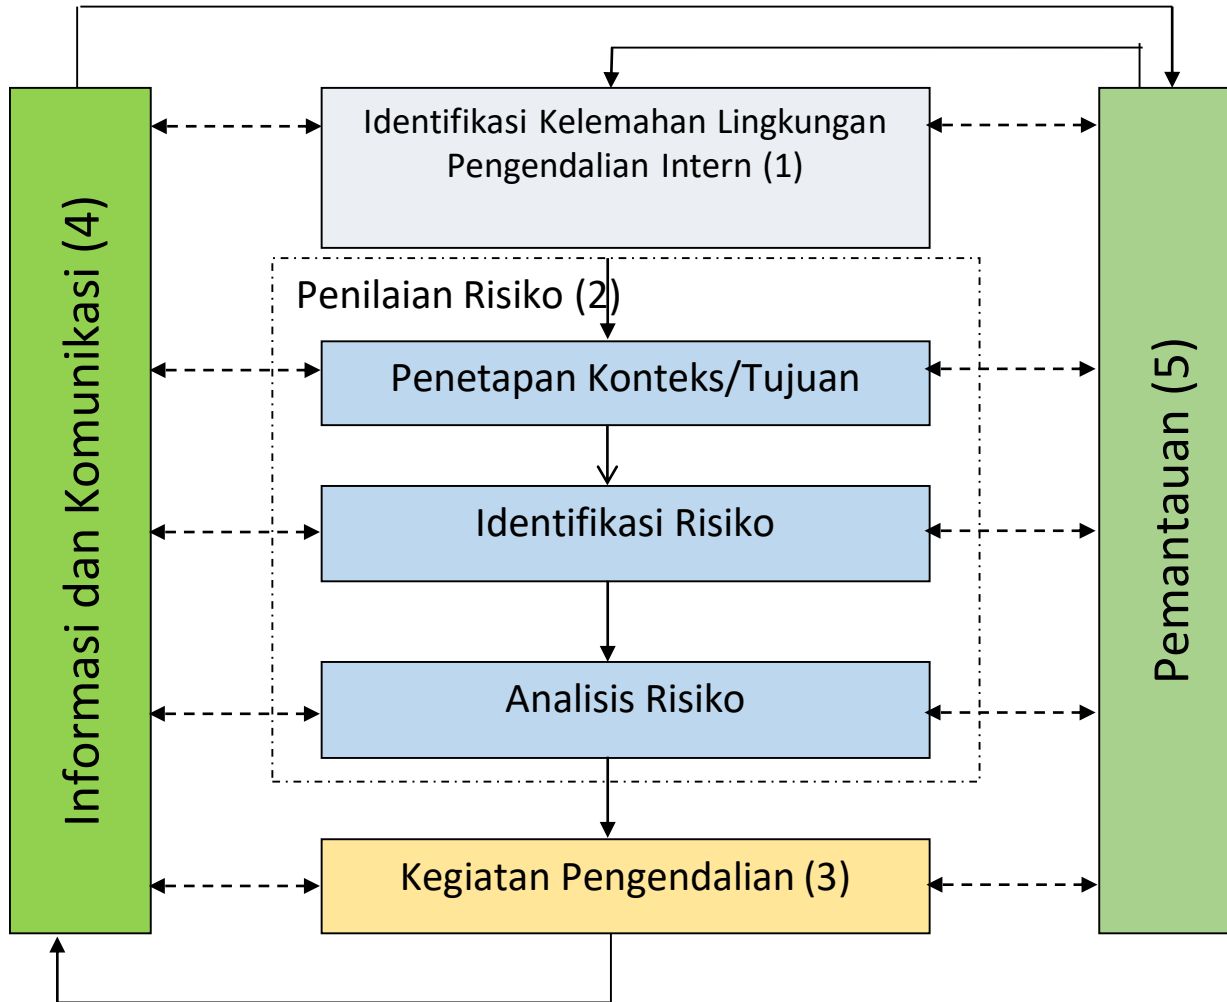 Identifikasi Kelemahan Lingkungan
Pengendalian Intern (1)
Informasi dan Komunikasi (4)
Penilaian Risiko (2)
Penetapan Konteks/Tujuan
Identifikasi Risiko
Analisis Risiko
Kegiatan Pengendalian (3)
Pemantauan (5)